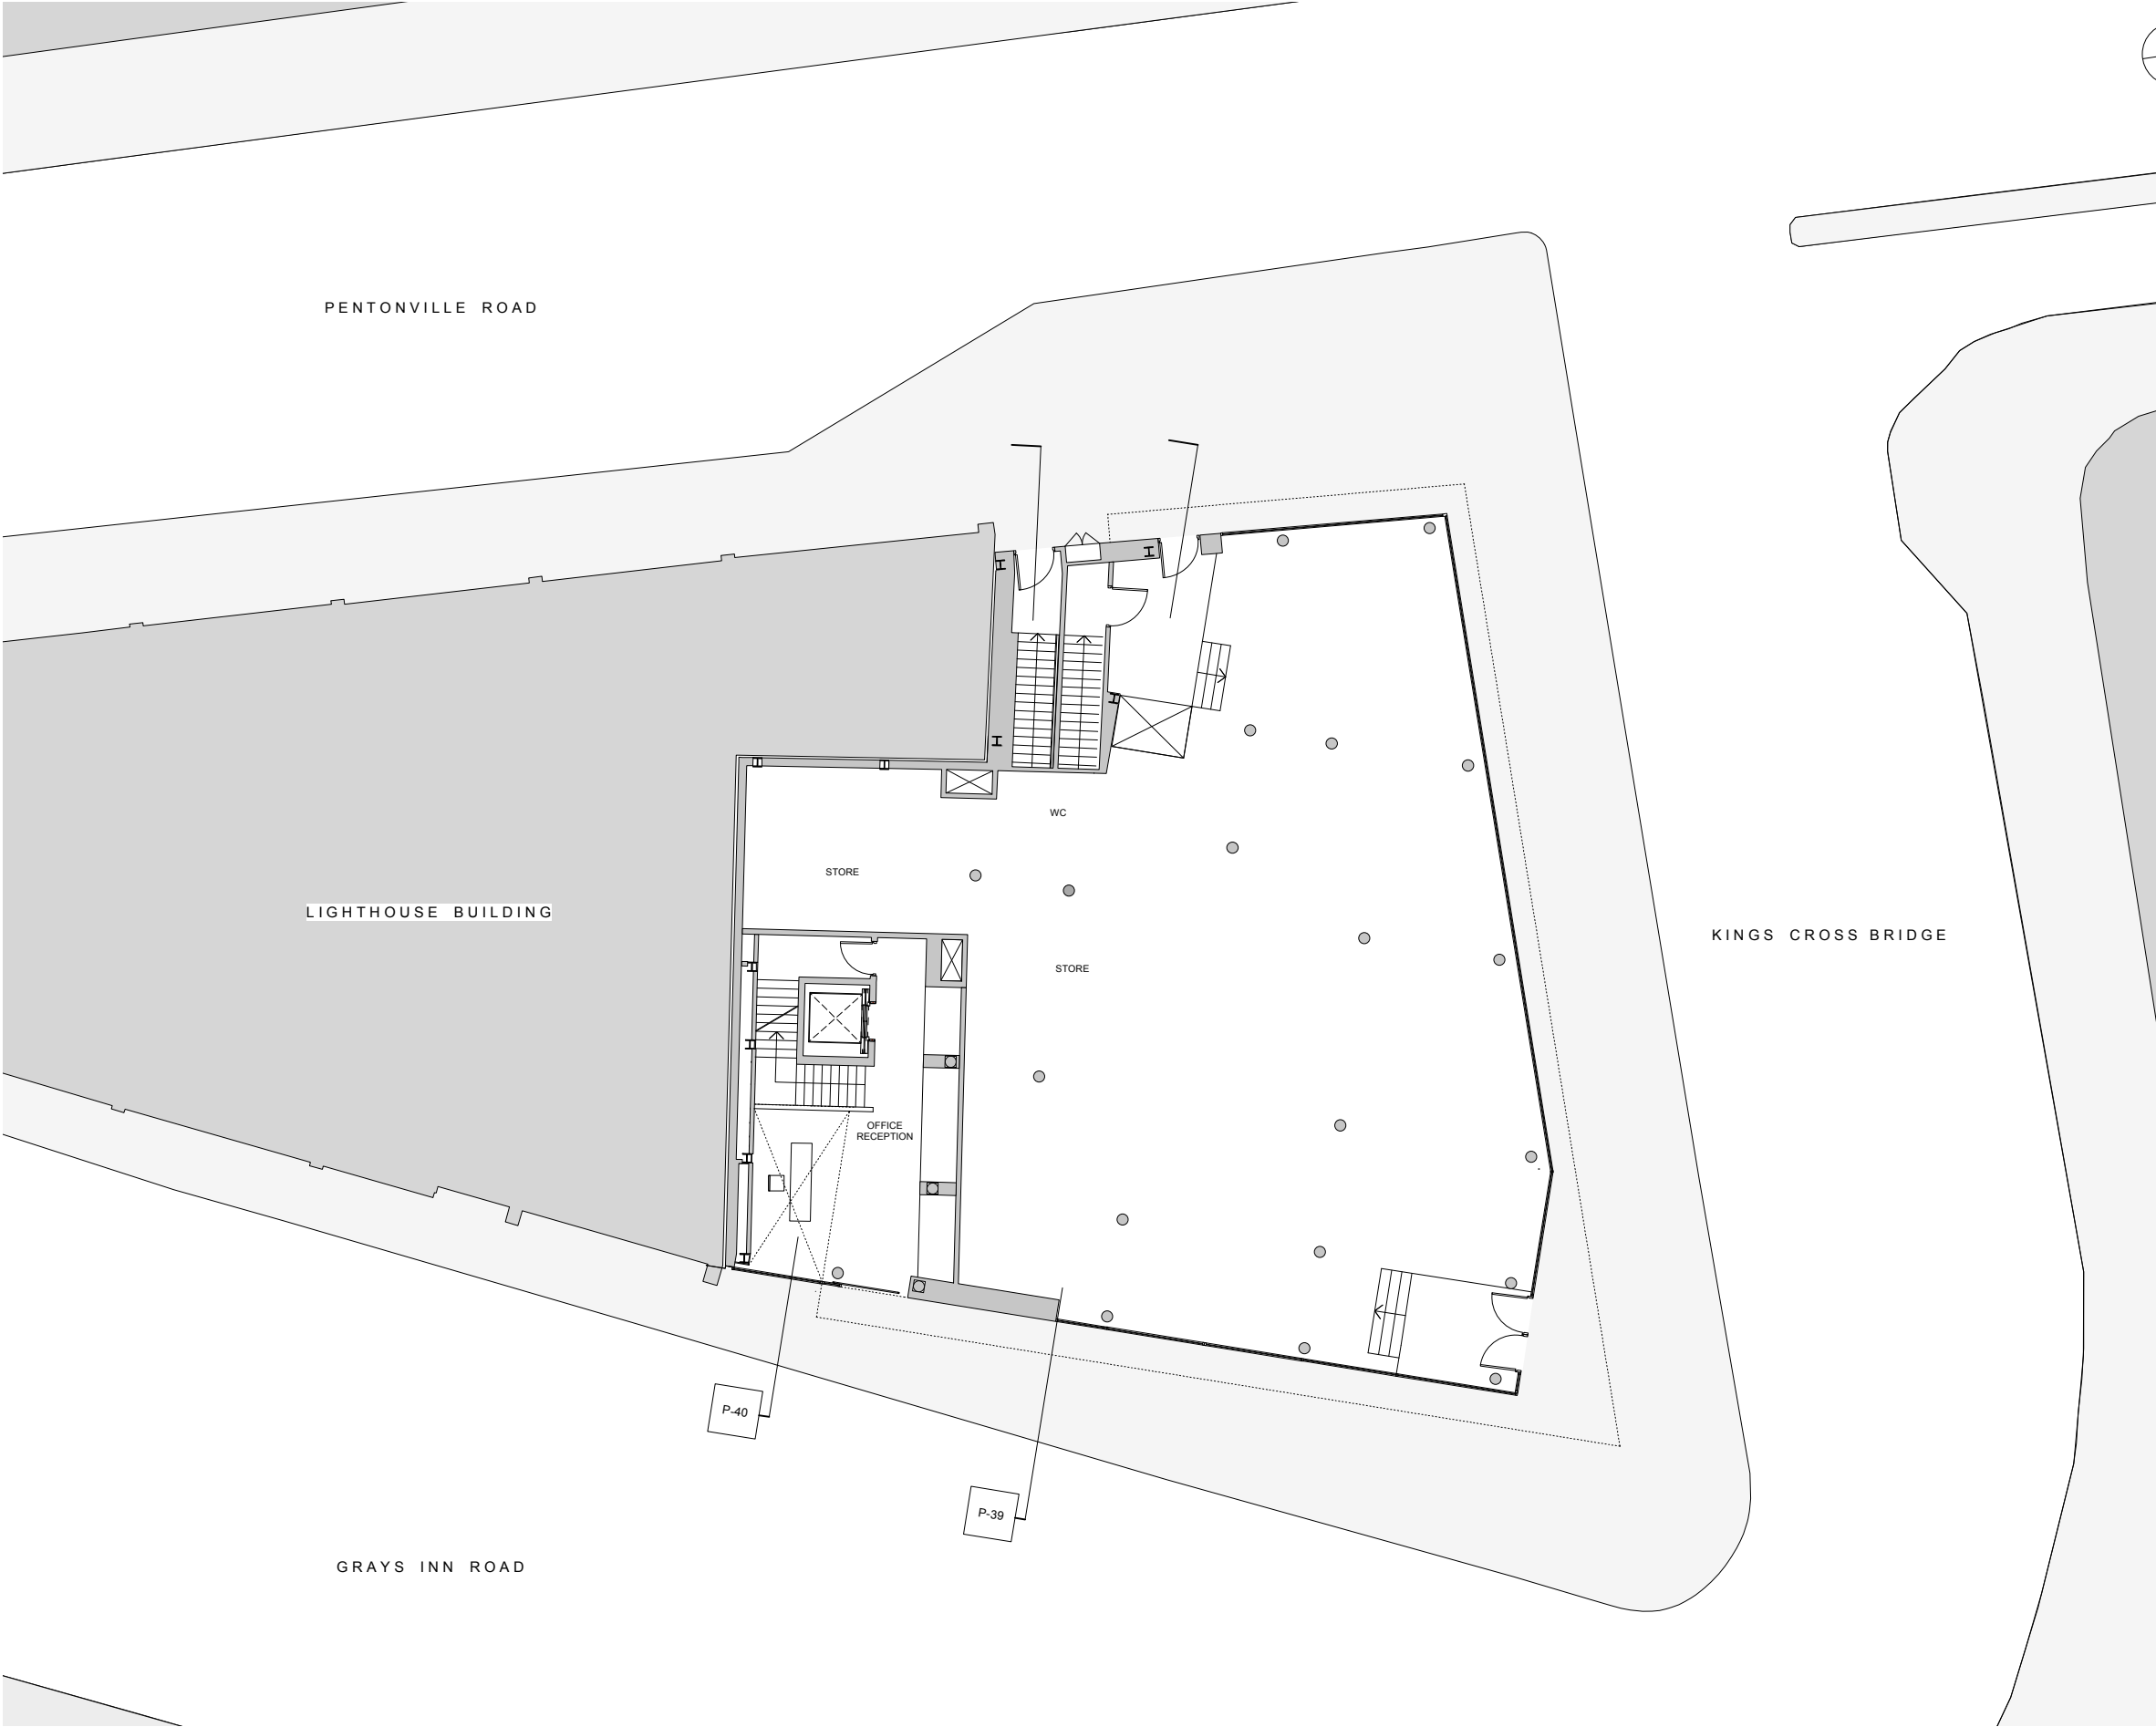 PENTONVILLE ROAD
WC
STORE
LIGHTHOUSE BUILDING
KINGS CROSS BRIDGE
STORE
OFFICE
RECEPTION
P-40
P-39
GRAYS INN ROAD